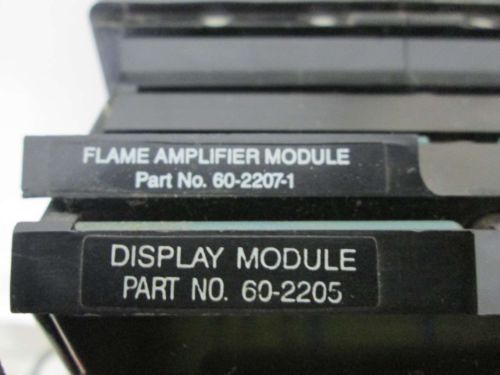 FLAME AMPLIFIER MODULE
Part No. 60-2207-1
DISPLAY MODULE
PART NO. 60-2205